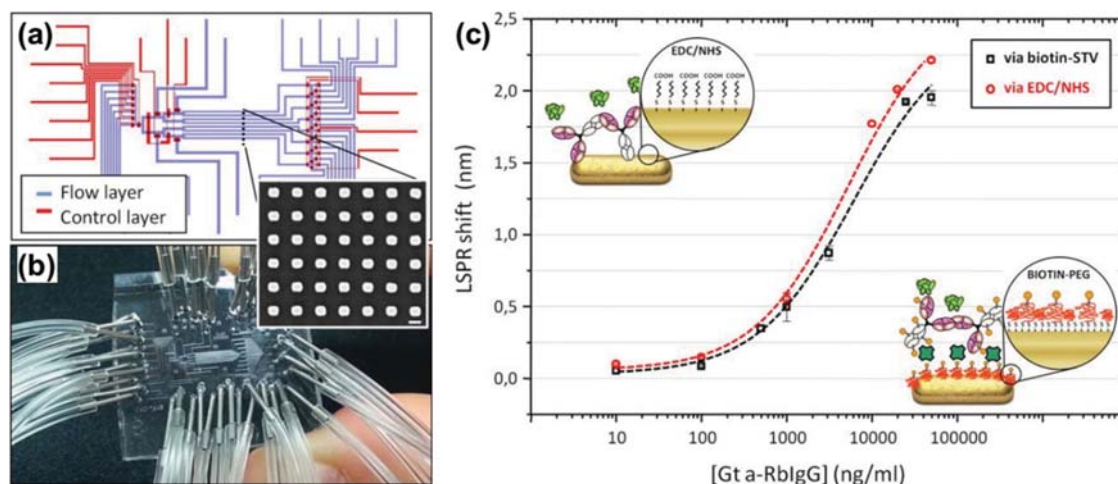 (a)
Flow layer
Control layer
(b)
(c)
2,5
2,0
1,5
1,0
0,5
0,0
LSPR shift (nm)
10
100
1000
10000
100000
[Gt a-RbIgG] (ng/ml)
via biotin-STV
via EDC/NHS
EDC/NHS
COOH COOH COOH COOH COOH
S S S S S
BIOTIN-PEG